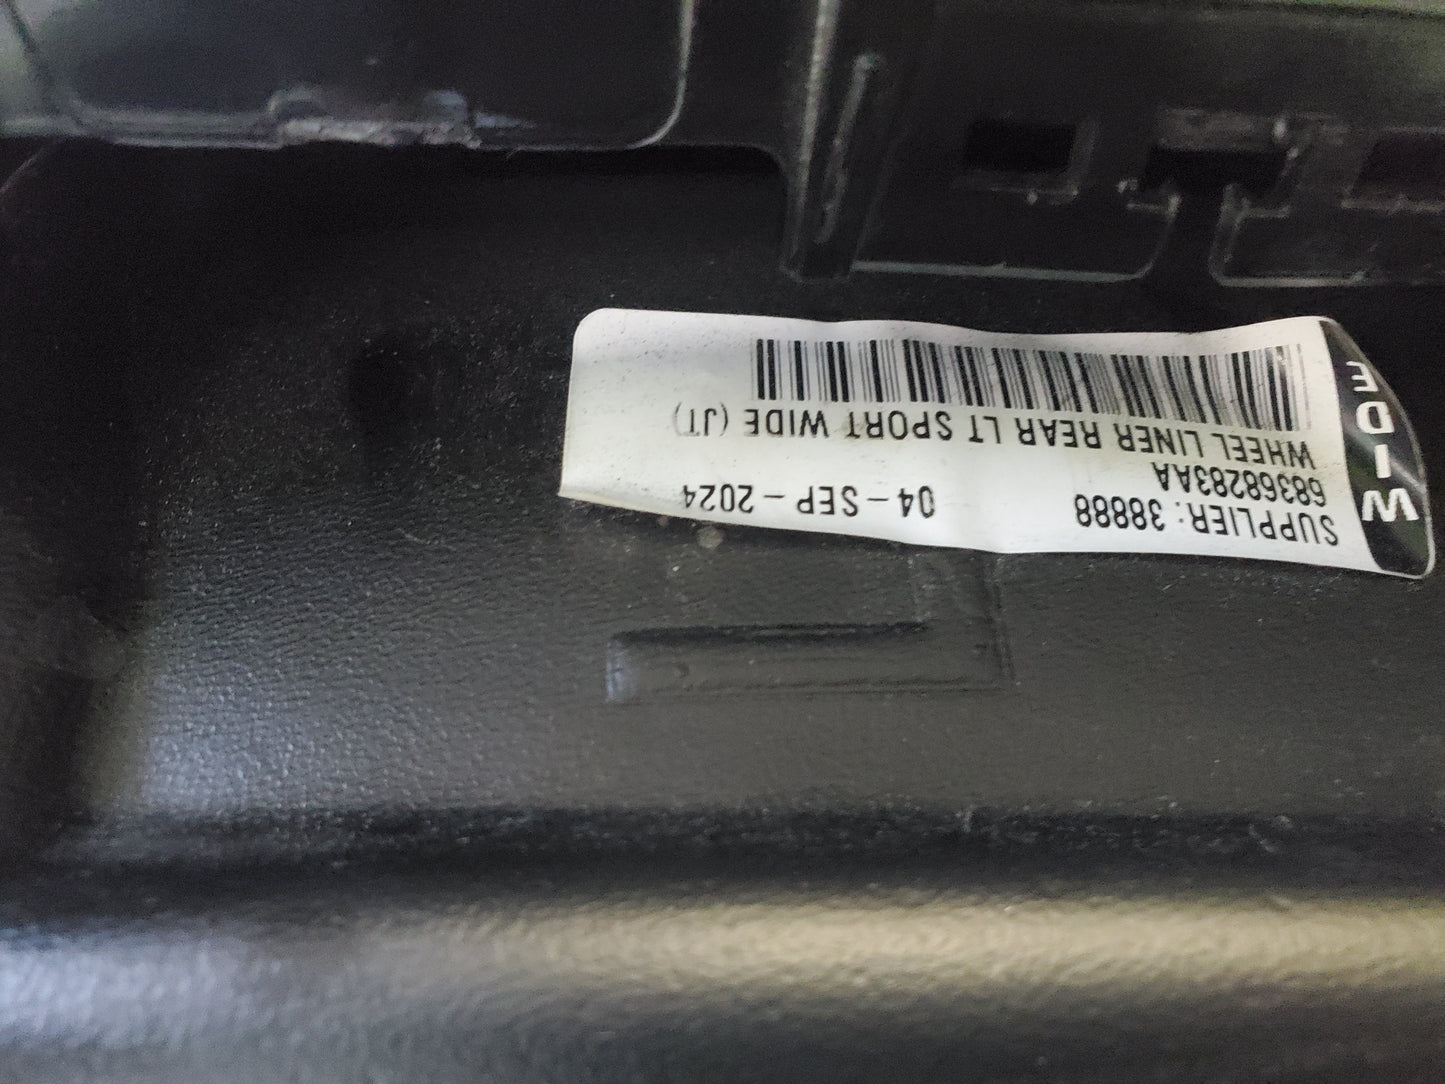 SUPPLIER: 38888 04-SEP-2024
68368283AA
WHEEL LINER REAR LT SPORT WIDE (JT)
WIDE
L